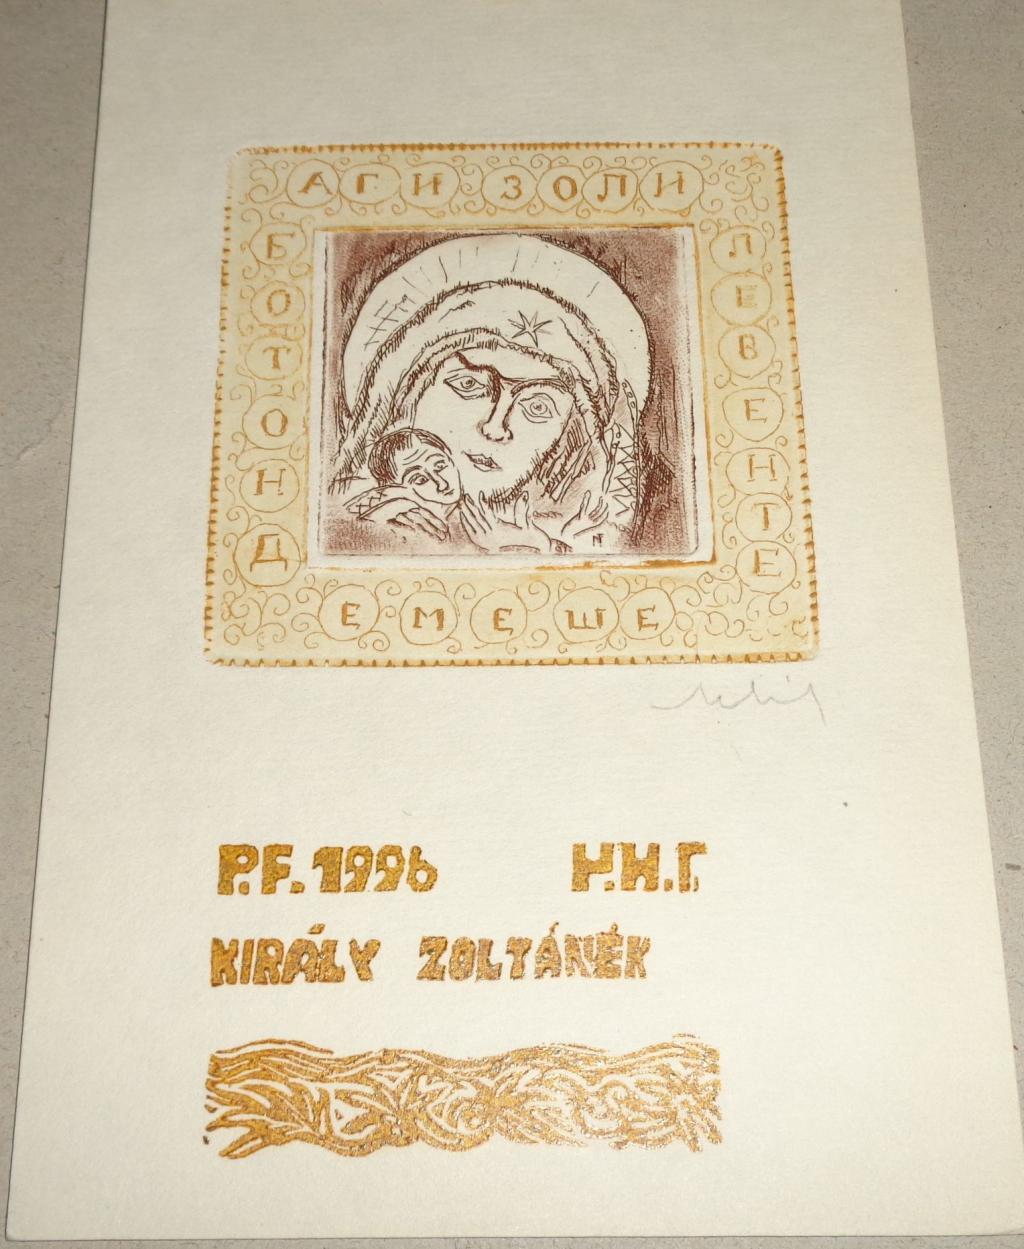 АГИ ЗОЛИ
БОТОНД
ЛЕВЕНТЕ
ЕМЕШЕ
P.F. 1996 Н.Н.Г.
KIRÁLY ZOLTÁNÉK